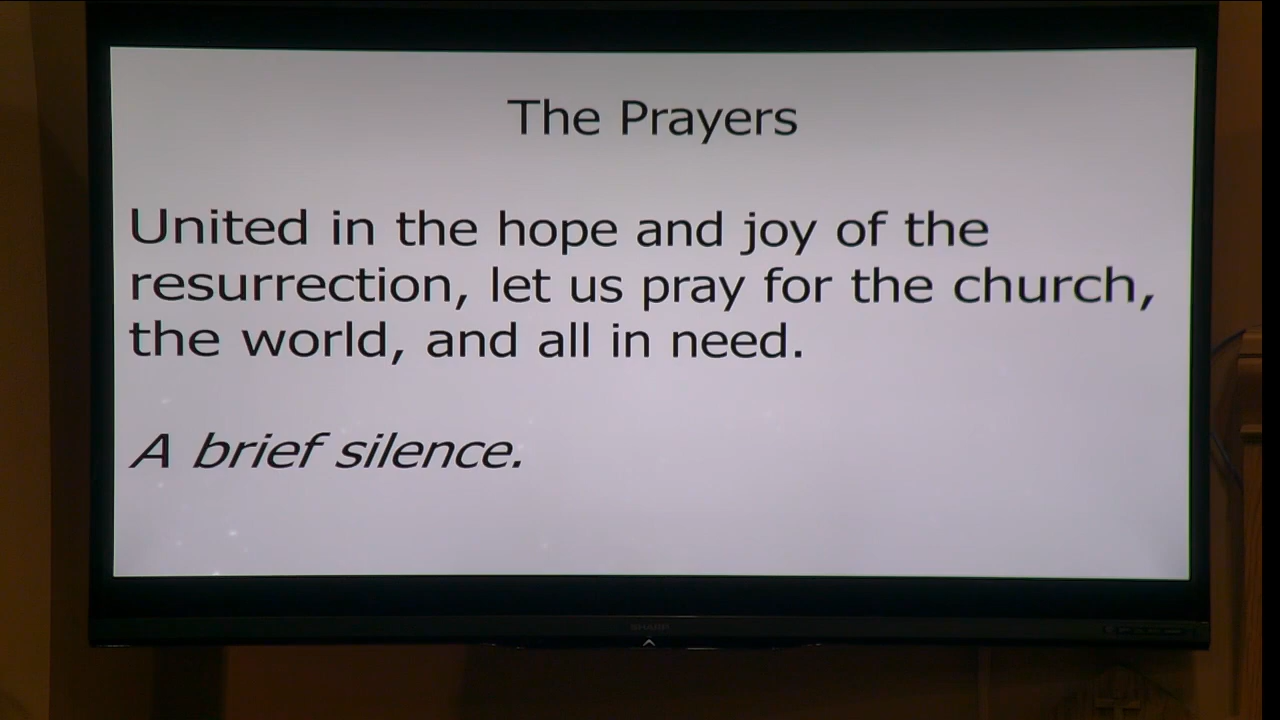 The Prayers
United in the hope and joy of the
resurrection, let us pray for the church,
the world, and all in need.
A brief silence.
SHARP